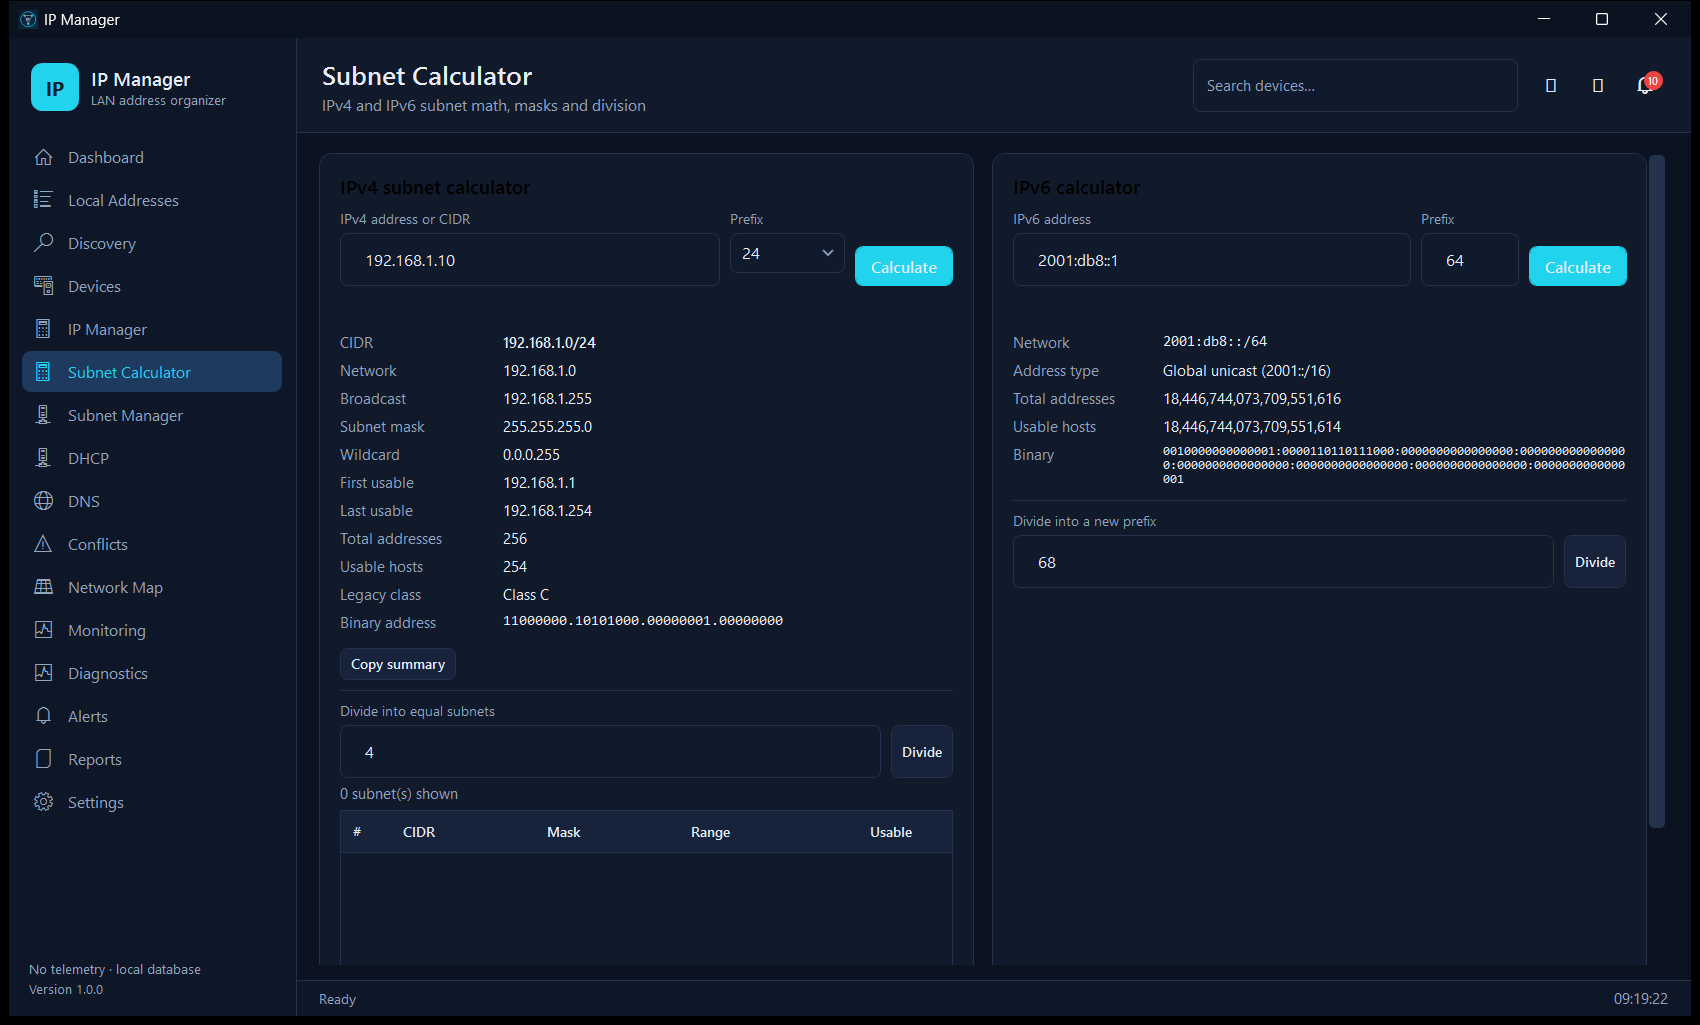 IP Manager
IP
IP Manager
LAN address organizer
Dashboard
Local Addresses
Discovery
Devices
IP Manager
Subnet Calculator
Subnet Manager
DHCP
DNS
Conflicts
Network Map
Monitoring
Diagnostics
Alerts
Reports
Settings
No telemetry · local database
Version 1.0.0
Subnet Calculator
IPv4 and IPv6 subnet math, masks and division
Search devices...
10
IPv4 subnet calculator
IPv4 address or CIDR
Prefix
192.168.1.10
24
Calculate
CIDR 192.168.1.0/24
Network 192.168.1.0
Broadcast 192.168.1.255
Subnet mask 255.255.255.0
Wildcard 0.0.0.255
First usable 192.168.1.1
Last usable 192.168.1.254
Total addresses 256
Usable hosts 254
Legacy class Class C
Binary address 11000000.10101000.00000001.00000000
Copy summary
Divide into equal subnets
4
Divide
0 subnet(s) shown
# CIDR Mask Range Usable
IPv6 calculator
IPv6 address
Prefix
2001:db8::1
64
Calculate
Network 2001:db8::/64
Address type Global unicast (2001::/16)
Total addresses 18,446,744,073,709,551,616
Usable hosts 18,446,744,073,709,551,614
Binary 0010000000000001:0000110110111000:0000000000000000:000000000000000
0:0000000000000000:0000000000000000:0000000000000000:0000000000000
001
Divide into a new prefix
68
Divide
Ready
09:19:22